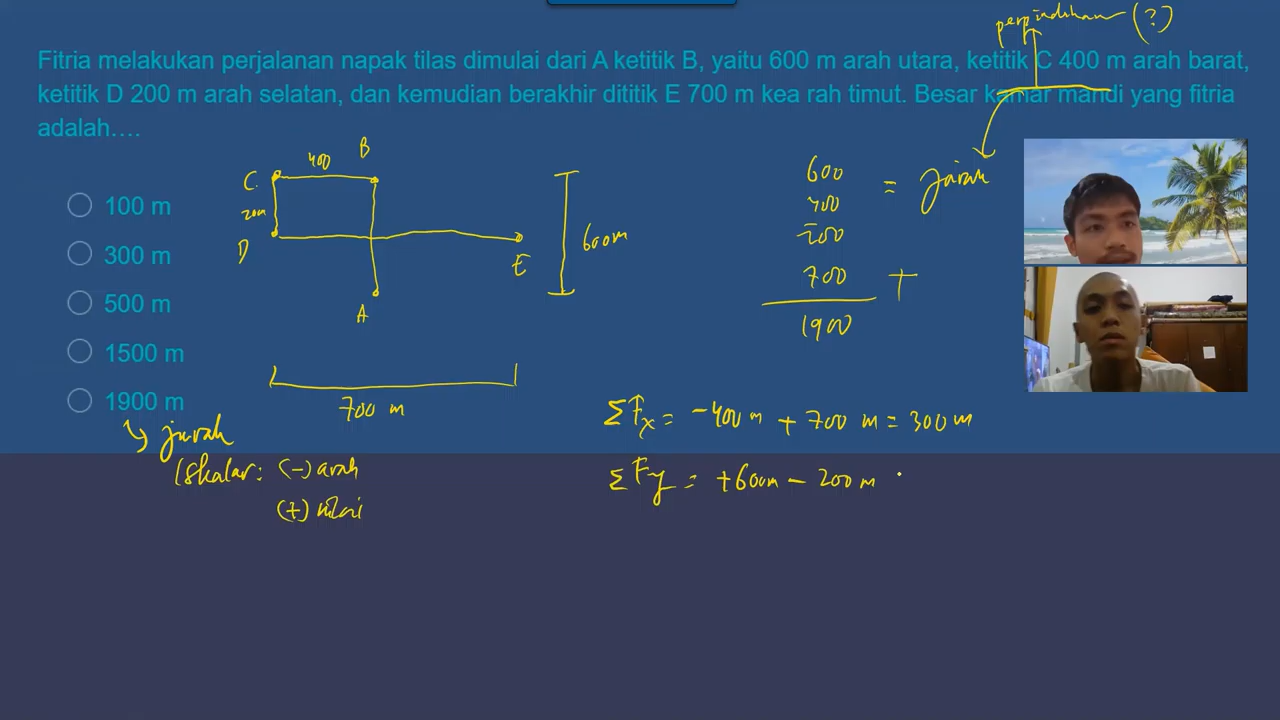 perpindahan (?)
Fitria melakukan perjalanan napak tilas dimulai dari A ketitik B, yaitu 600 m arah utara, ketitik C 400 m arah barat,
ketitik D 200 m arah selatan, dan kemudian berakhir dititik E 700 m kea rah timut. Besar kamar mandi yang fitria
adalah....
100 m
300 m
500 m
1500 m
1900 m
C
400
B
200
D
E
A
600m
700 m
600
400
200
700 +
1900
= Jarak
↳ jarak
(skalar: (-) arah
(+) nilai
ΣFx = -400 m + 700 m = 300 m
ΣFy = +600m - 200 m